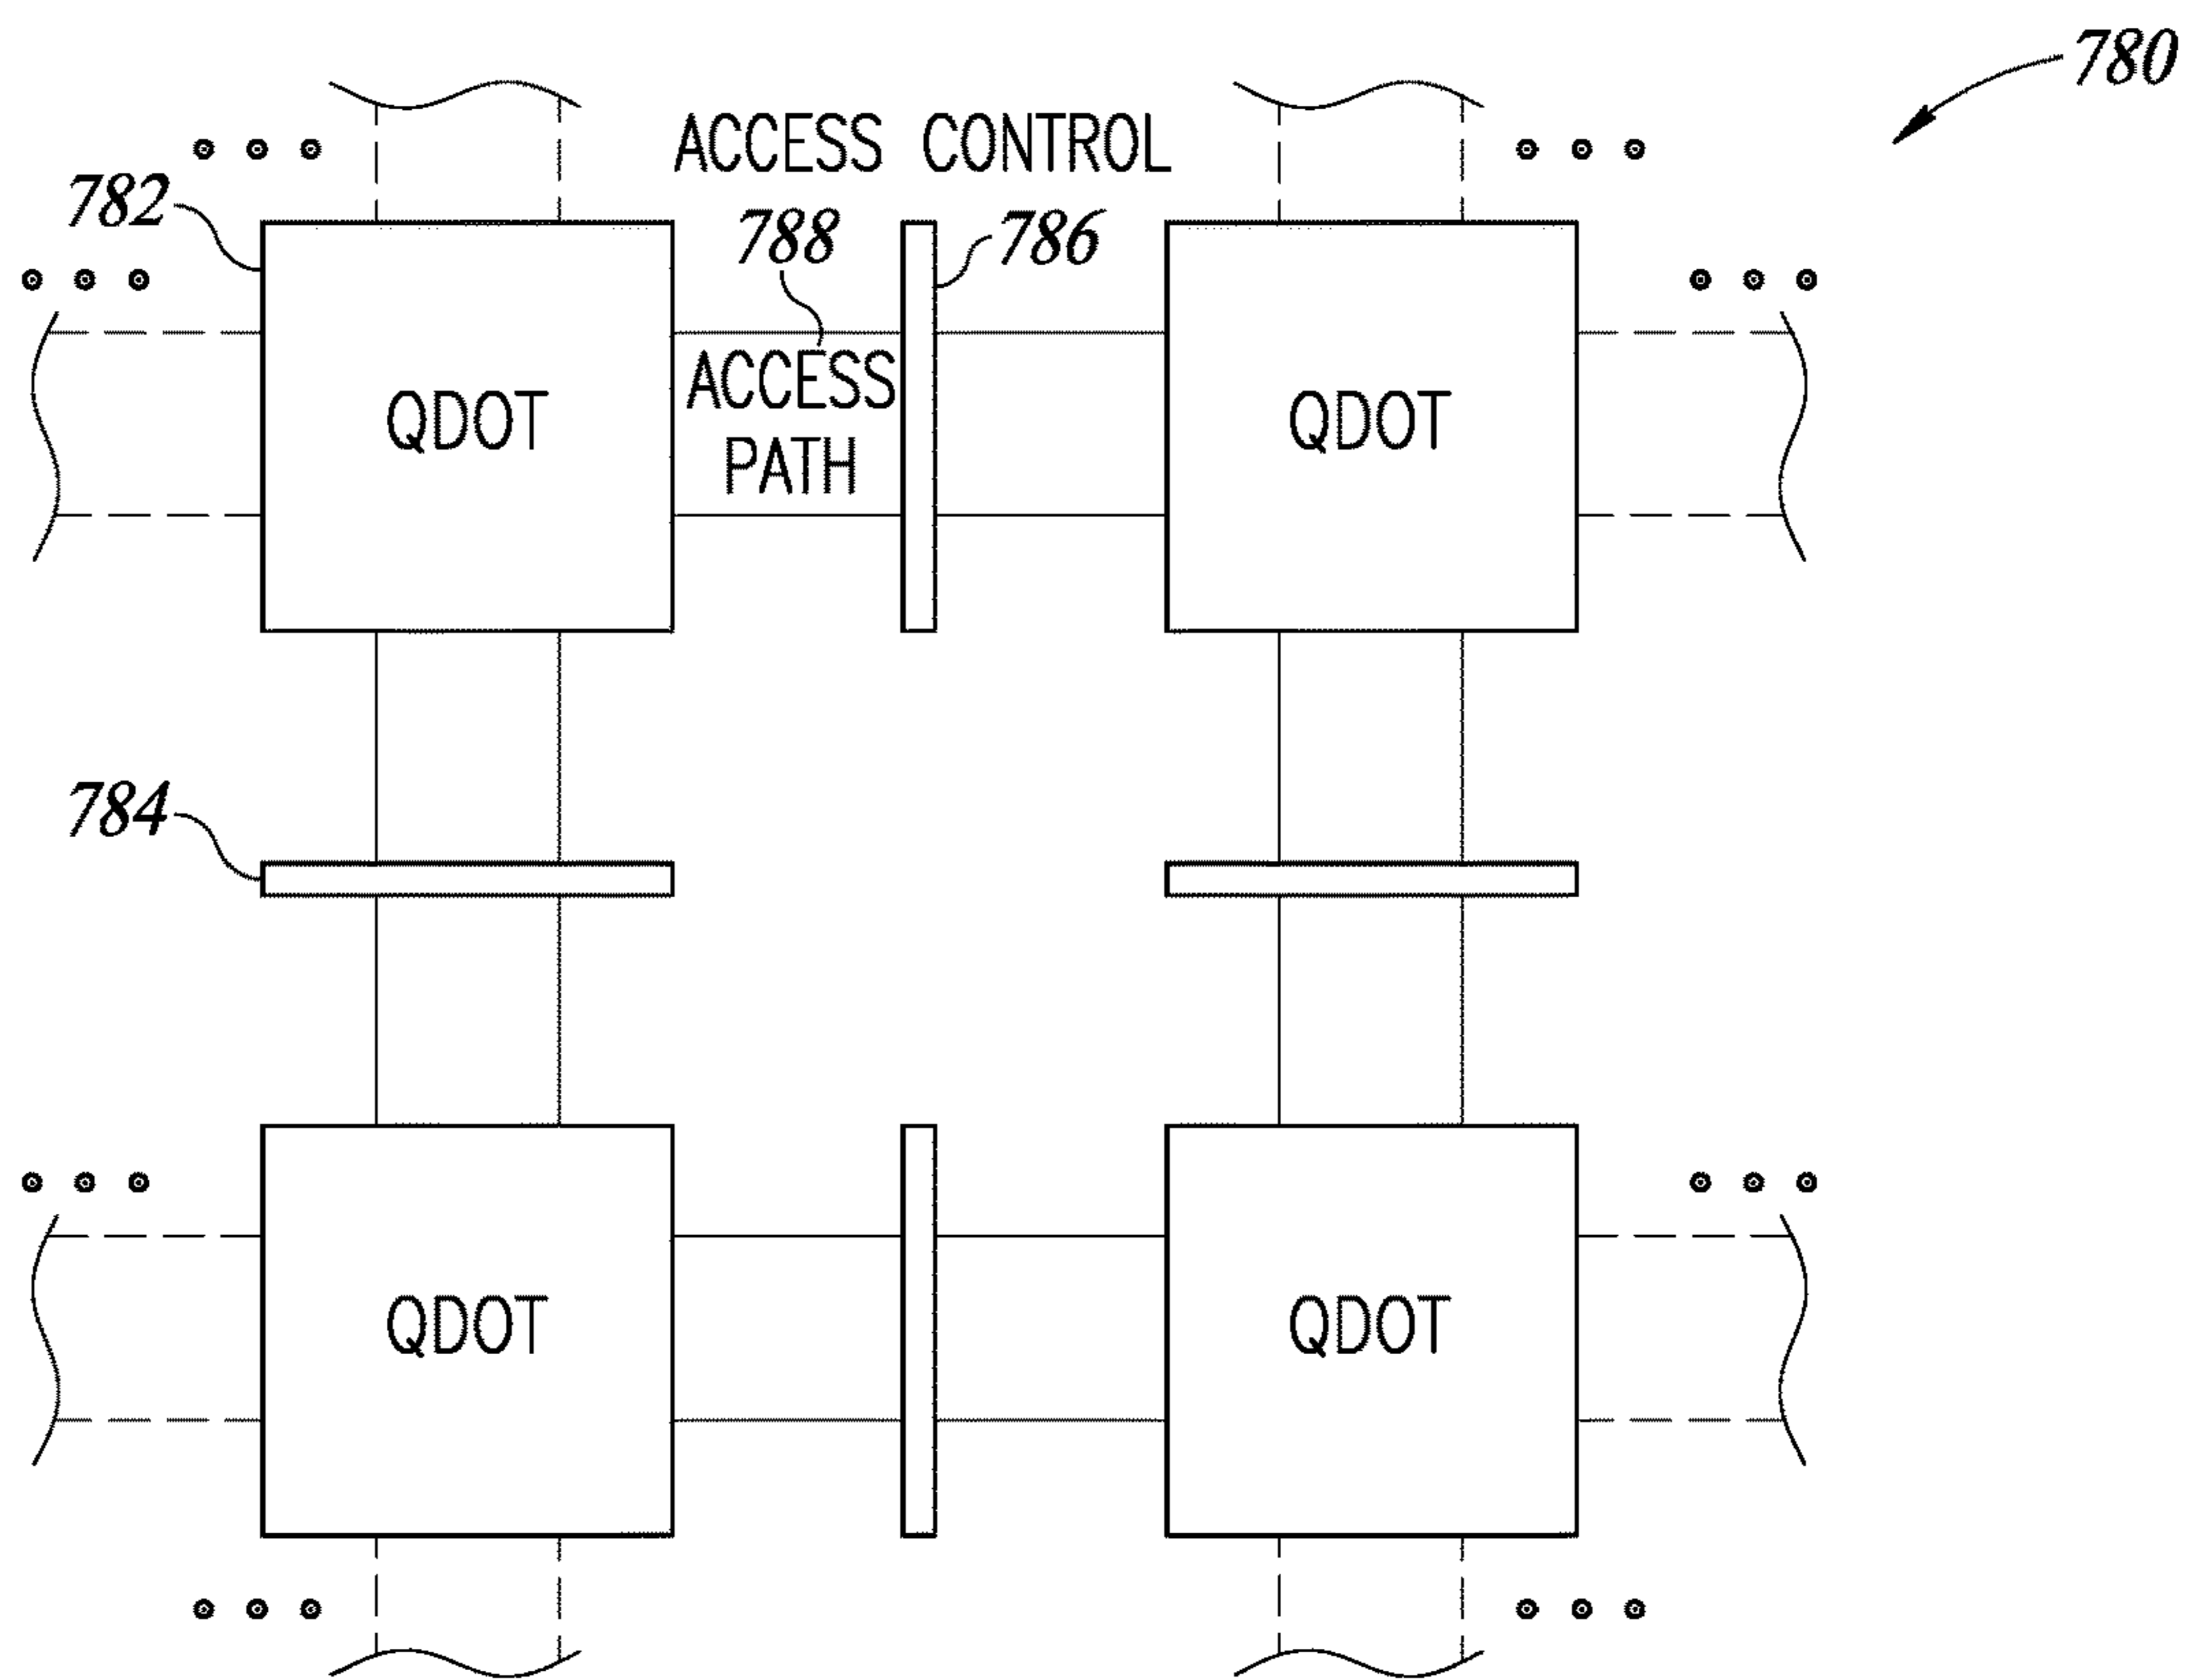 780
ACCESS CONTROL
782
788
786
QDOT
ACCESS
PATH
QDOT
784
QDOT
QDOT